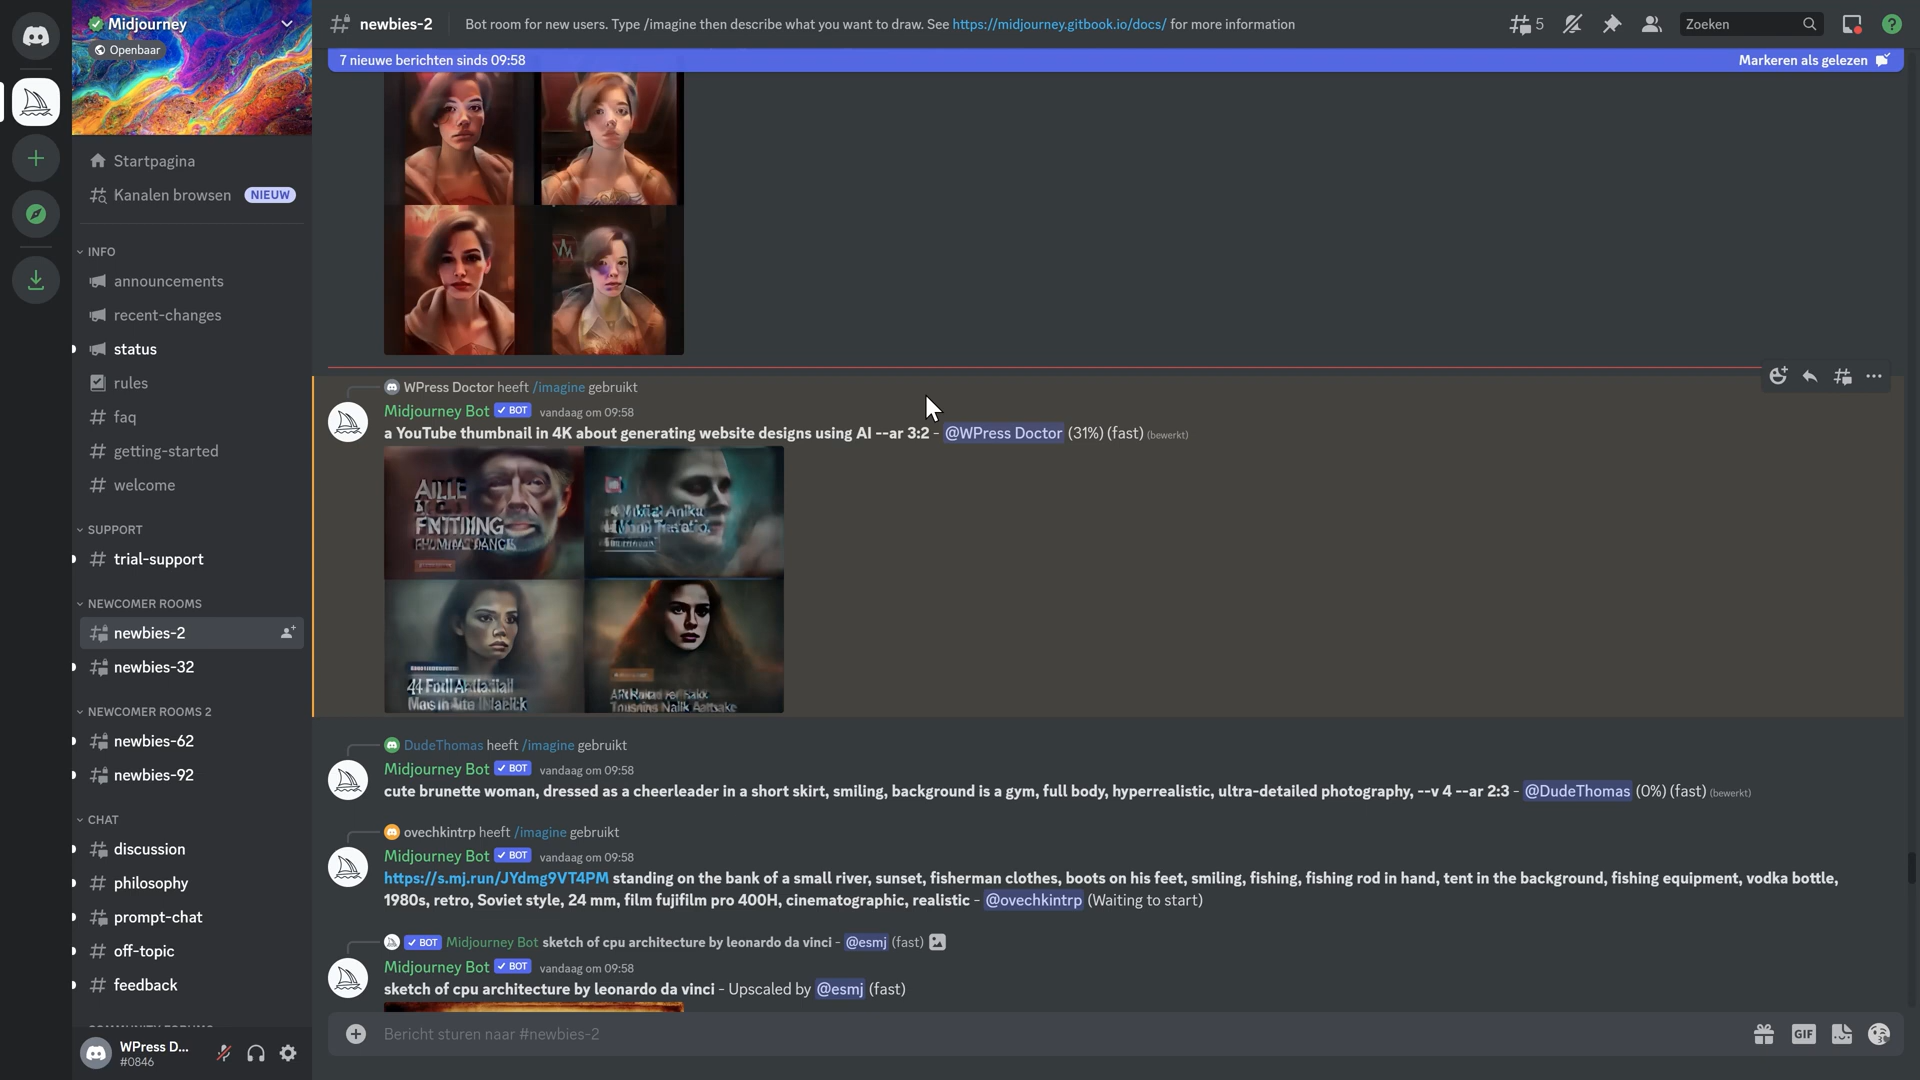 Midjourney
Openbaar
Startpagina
Kanalen browsen NIEUW
INFO
announcements
recent-changes
status
rules
faq
getting-started
welcome
SUPPORT
trial-support
NEWCOMER ROOMS
newbies-2
newbies-32
NEWCOMER ROOMS 2
newbies-62
newbies-92
CHAT
discussion
philosophy
prompt-chat
off-topic
feedback
WPress D...
#0846
newbies-2 Bot room for new users. Type /imagine then describe what you want to draw. See https://midjourney.gitbook.io/docs/ for more information
5
Zoeken
7 nieuwe berichten sinds 09:58 Markeren als gelezen
WPress Doctor heeft /imagine gebruikt
Midjourney Bot BOT vandaag om 09:58
a YouTube thumbnail in 4K about generating website designs using AI --ar 3:2 - @WPress Doctor (31%) (fast) (bewerkt)
DudeThomas heeft /imagine gebruikt
Midjourney Bot BOT vandaag om 09:58
cute brunette woman, dressed as a cheerleader in a short skirt, smiling, background is a gym, full body, hyperrealistic, ultra-detailed photography, --v 4 --ar 2:3 - @DudeThomas (0%) (fast) (bewerkt)
ovechkintrp heeft /imagine gebruikt
Midjourney Bot BOT vandaag om 09:58
https://s.mj.run/JYdmg9VT4PM standing on the bank of a small river, sunset, fisherman clothes, boots on his feet, smiling, fishing, fishing rod in hand, tent in the background, fishing equipment, vodka bottle,
1980s, retro, Soviet style, 24 mm, film fujifilm pro 400H, cinematographic, realistic - @ovechkintrp (Waiting to start)
BOT Midjourney Bot sketch of cpu architecture by leonardo da vinci - @esmj (fast)
Midjourney Bot BOT vandaag om 09:58
sketch of cpu architecture by leonardo da vinci - Upscaled by @esmj (fast)
Bericht sturen naar #newbies-2
GIF